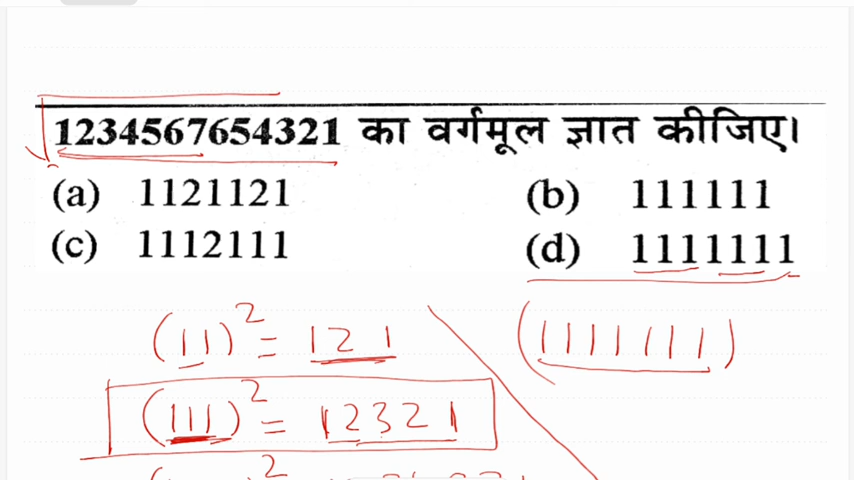 1234567654321 का वर्गमूल ज्ञात कीजिए।
(a) 1121121 (b) 111111
(c) 1112111 (d) 1111111
(11)² = 121 (1111111)
(111)² = 12321